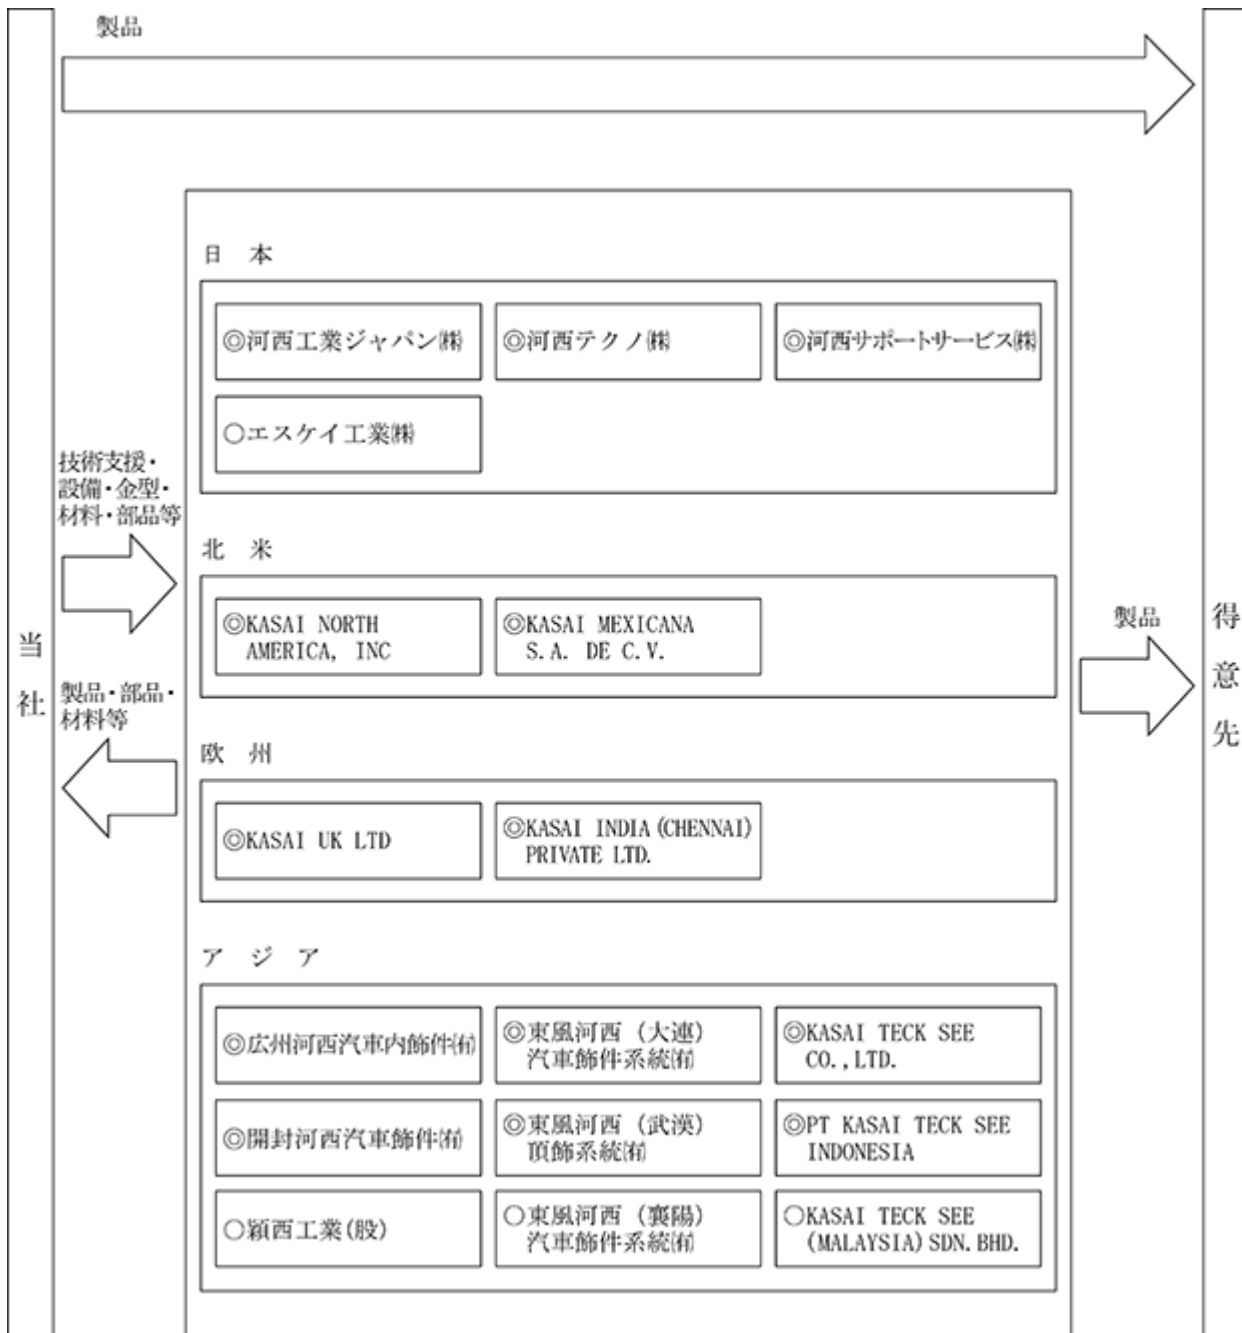 製品
日本
◎河西工業ジャパン㈱
◎河西テクノ㈱
◎河西サポートサービス㈱
○エスケイ工業㈱
技術支援・
設備・金型・
材料・部品等
北米
◎KASAI NORTH
AMERICA, INC
◎KASAI MEXICANA
S.A. DE C.V.
当社
製品・部品・
材料等
製品
得意先
欧州
◎KASAI UK LTD
◎KASAI INDIA(CHENNAI)
PRIVATE LTD.
アジア
◎広州河西汽車内飾件㈲
◎東風河西（大連）
汽車飾件系統㈲
◎KASAI TECK SEE
CO.,LTD.
◎開封河西汽車飾件㈲
◎東風河西（武漢）
頂飾系統㈲
◎PT KASAI TECK SEE
INDONESIA
○穎西工業(股)
○東風河西（襄陽）
汽車飾件系統㈲
○KASAI TECK SEE
(MALAYSIA)SDN.BHD.